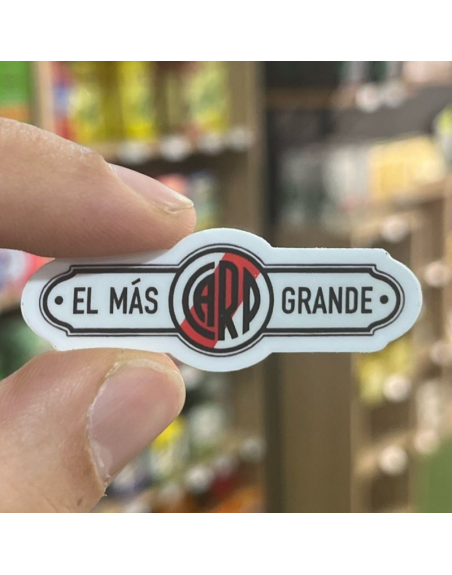 • EL MÁS CARP GRANDE •